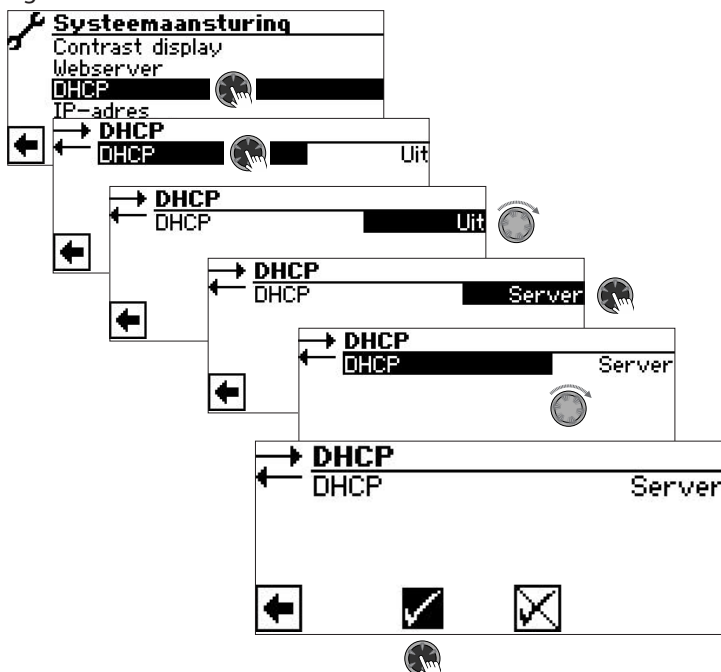 Systeemaansturing
Contrast display
Webserver
DHCP
IP-adres
DHCP
DHCP Uit
DHCP
DHCP Uit
DHCP
DHCP Server
DHCP
DHCP Server
DHCP
DHCP Server